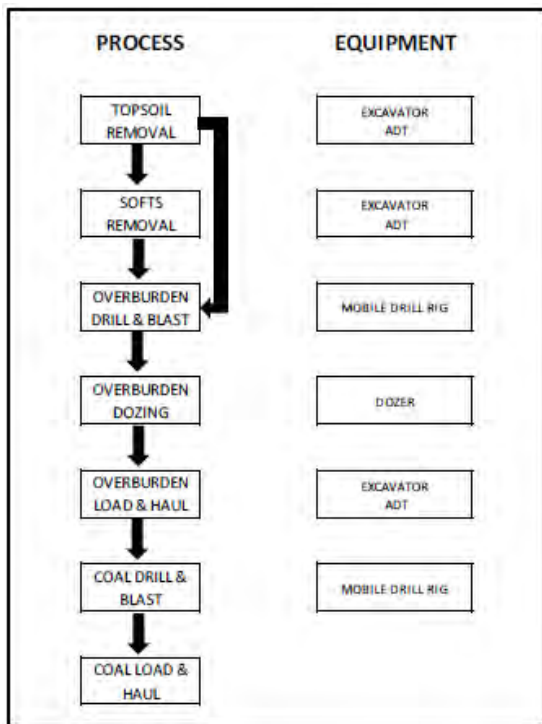 PROCESS
EQUIPMENT
TOPSOIL
REMOVAL
EXCAVATOR
ADT
SOFTS
REMOVAL
EXCAVATOR
ADT
OVERBURDEN
DRILL & BLAST
MOBILE DRILL RIG
OVERBURDEN
DOZING
DOZER
OVERBURDEN
LOAD & HAUL
EXCAVATOR
ADT
COAL DRILL &
BLAST
MOBILE DRILL RIG
COAL LOAD &
HAUL